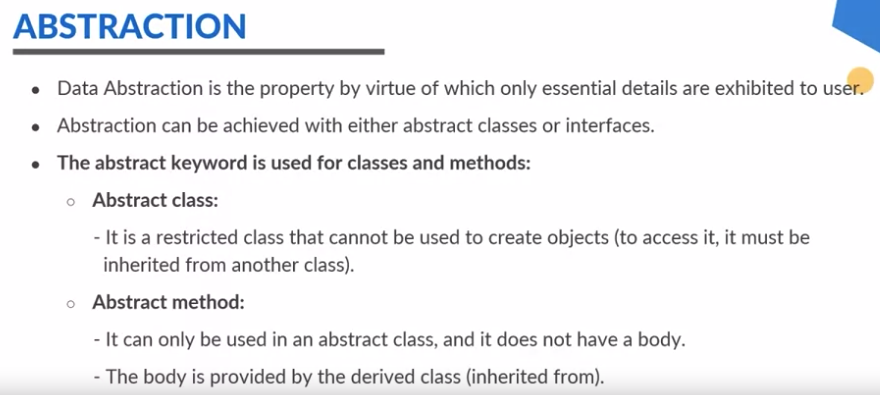 ABSTRACTION
● Data Abstraction is the property by virtue of which only essential details are exhibited to user.
● Abstraction can be achieved with either abstract classes or interfaces.
● The abstract keyword is used for classes and methods:
○ Abstract class:
- It is a restricted class that cannot be used to create objects (to access it, it must be
inherited from another class).
○ Abstract method:
- It can only be used in an abstract class, and it does not have a body.
- The body is provided by the derived class (inherited from).